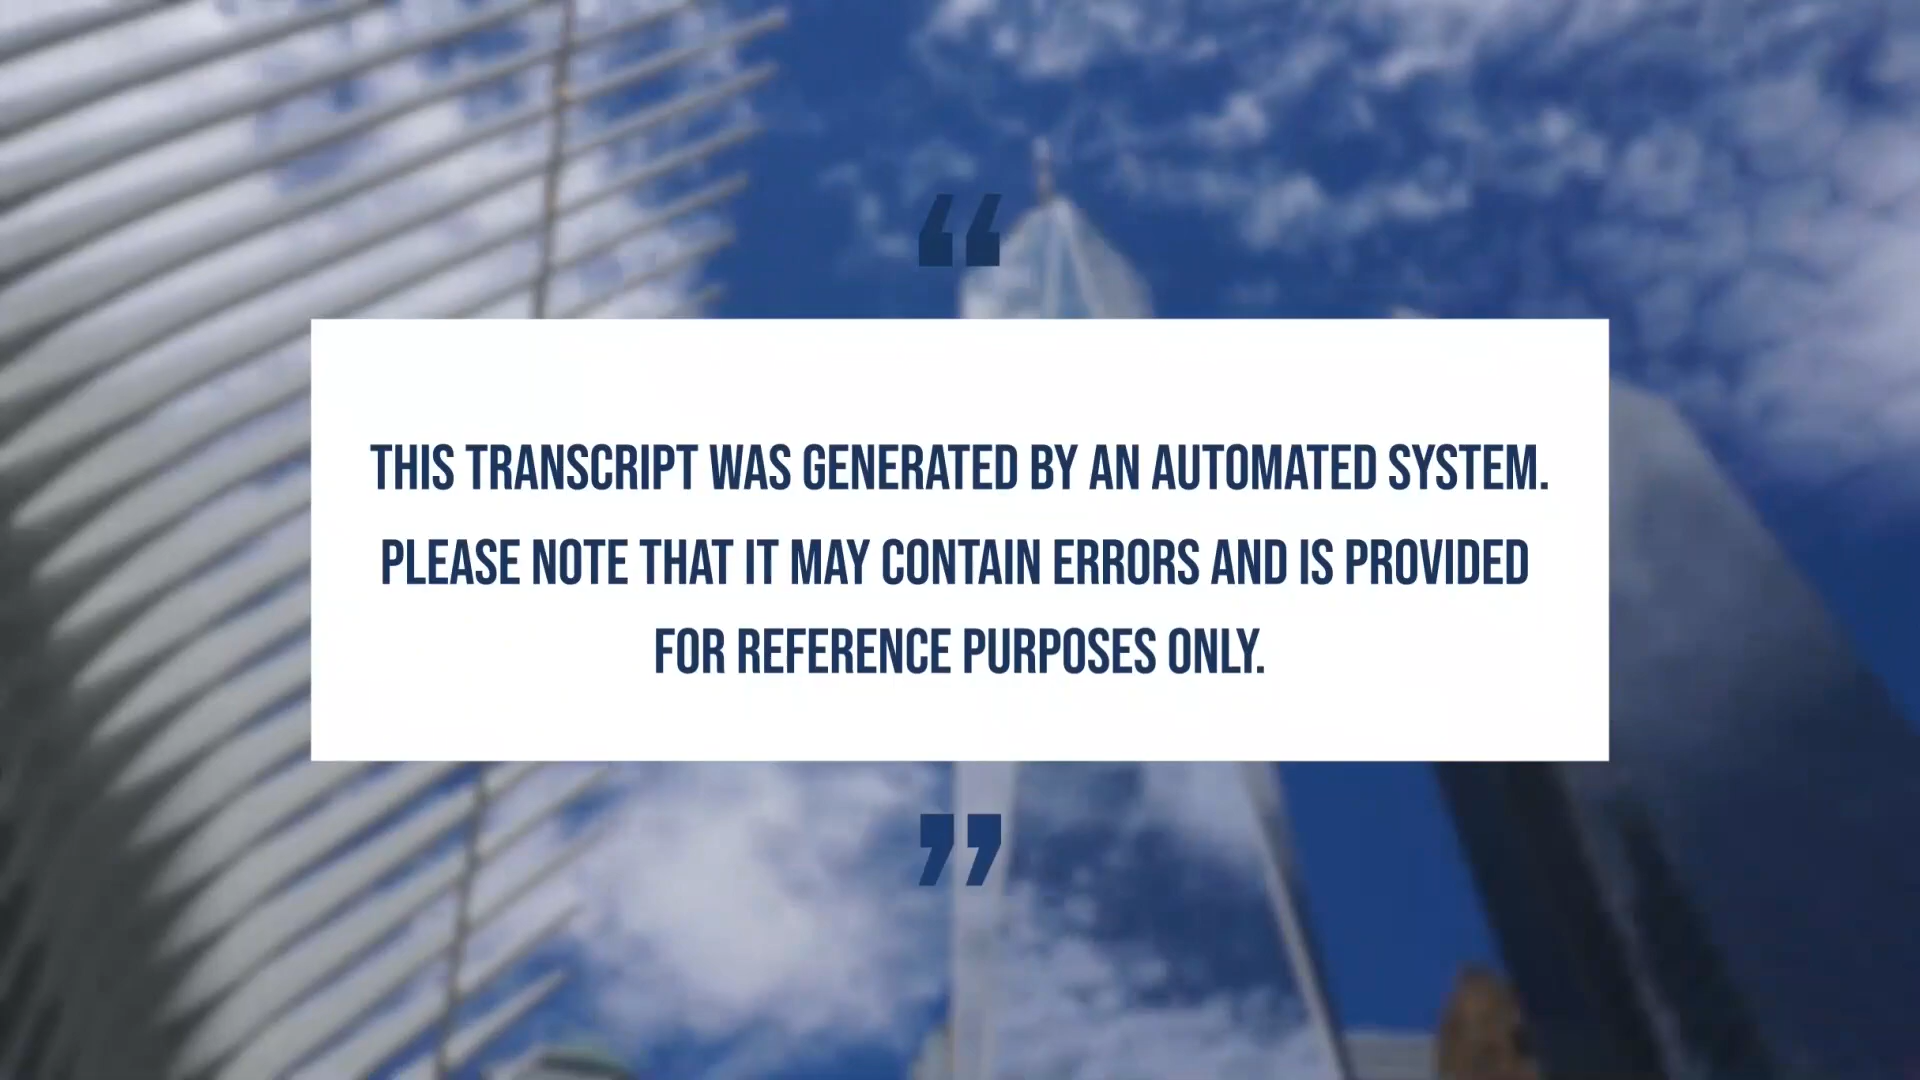 “
THIS TRANSCRIPT WAS GENERATED BY AN AUTOMATED SYSTEM.
PLEASE NOTE THAT IT MAY CONTAIN ERRORS AND IS PROVIDED
FOR REFERENCE PURPOSES ONLY.
”